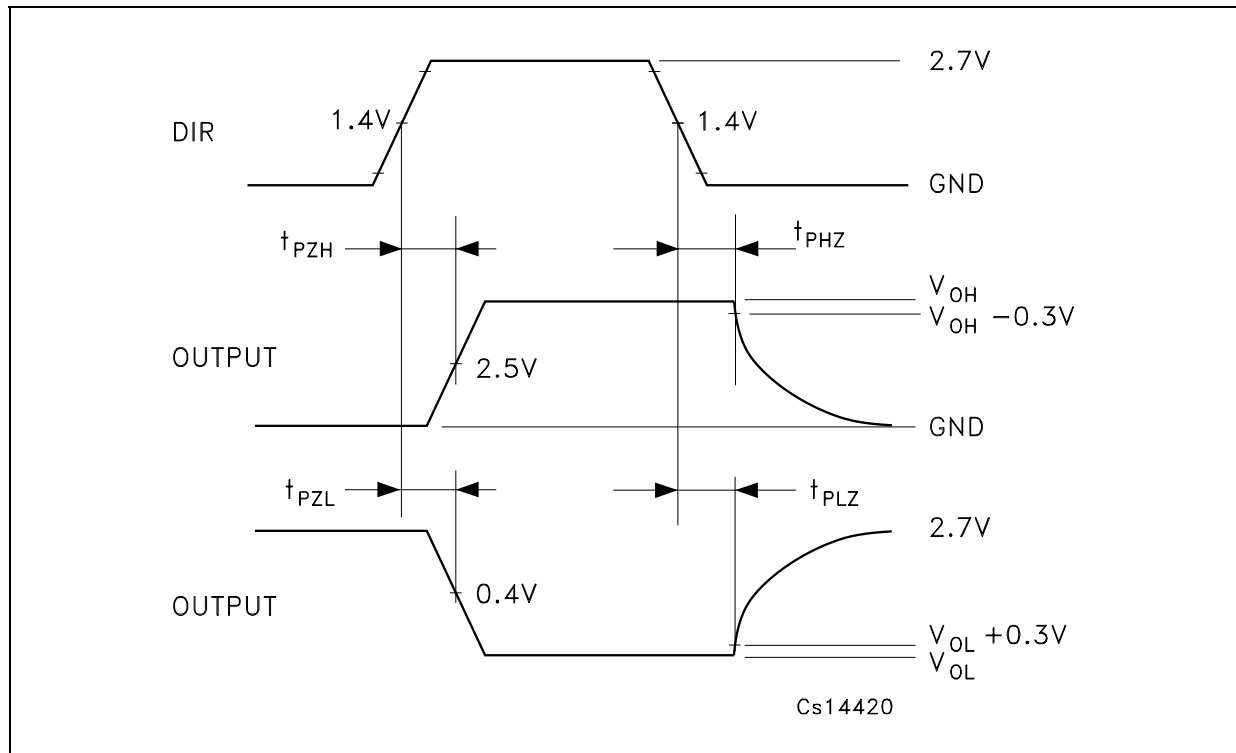 2.7V
1.4V
1.4V
DIR
GND
tPZH
tPHZ
VOH
VOH −0.3V
OUTPUT
2.5V
GND
tPZL
tPLZ
2.7V
0.4V
OUTPUT
VOL +0.3V
VOL
Cs14420